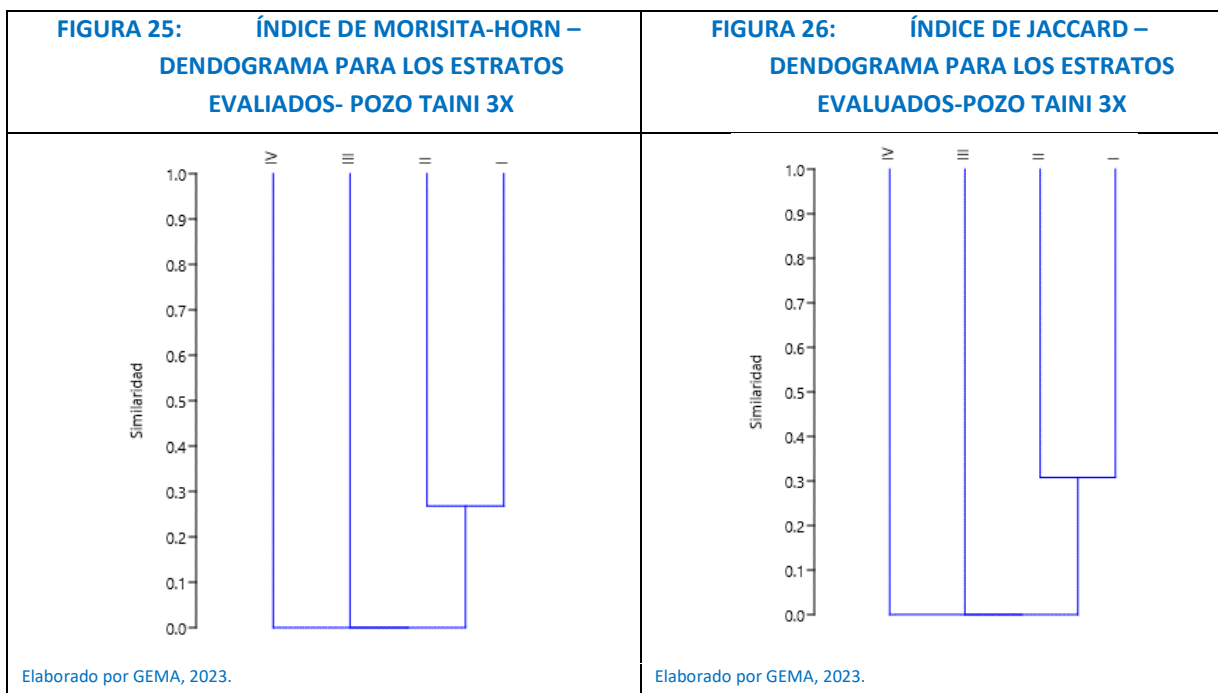 FIGURA 25: ÍNDICE DE MORISITA-HORN –
DENDOGRAMA PARA LOS ESTRATOS
EVALIADOS- POZO TAINI 3X
FIGURA 26: ÍNDICE DE JACCARD –
DENDOGRAMA PARA LOS ESTRATOS
EVALUADOS-POZO TAINI 3X
IV
III
II
I
1.0
0.9
0.8
0.7
0.6
0.5
0.4
0.3
0.2
0.1
0.0
Similaridad
Elaborado por GEMA, 2023.
IV
III
II
I
1.0
0.9
0.8
0.7
0.6
0.5
0.4
0.3
0.2
0.1
0.0
Similaridad
Elaborado por GEMA, 2023.